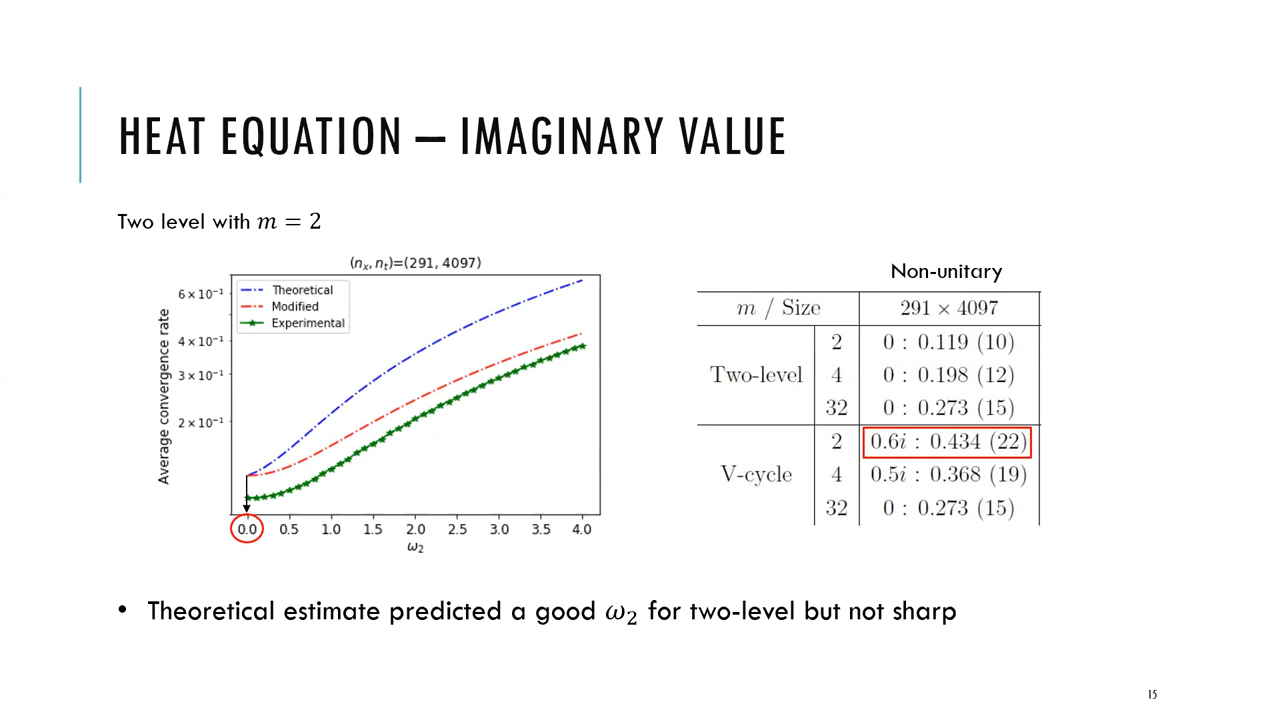 HEAT EQUATION – IMAGINARY VALUE
Two level with m = 2
(nₓ, nₜ)=(291, 4097)
Theoretical
Modified
Experimental
Average convergence rate
6 × 10⁻¹
4 × 10⁻¹
3 × 10⁻¹
2 × 10⁻¹
0.0 0.5 1.0 1.5 2.0 2.5 3.0 3.5 4.0
ω₂
Non-unitary
m / Size 291 × 4097
2 0 : 0.119 (10)
Two-level 4 0 : 0.198 (12)
32 0 : 0.273 (15)
2 0.6i : 0.434 (22)
V-cycle 4 0.5i : 0.368 (19)
32 0 : 0.273 (15)
• Theoretical estimate predicted a good ω₂ for two-level but not sharp
15